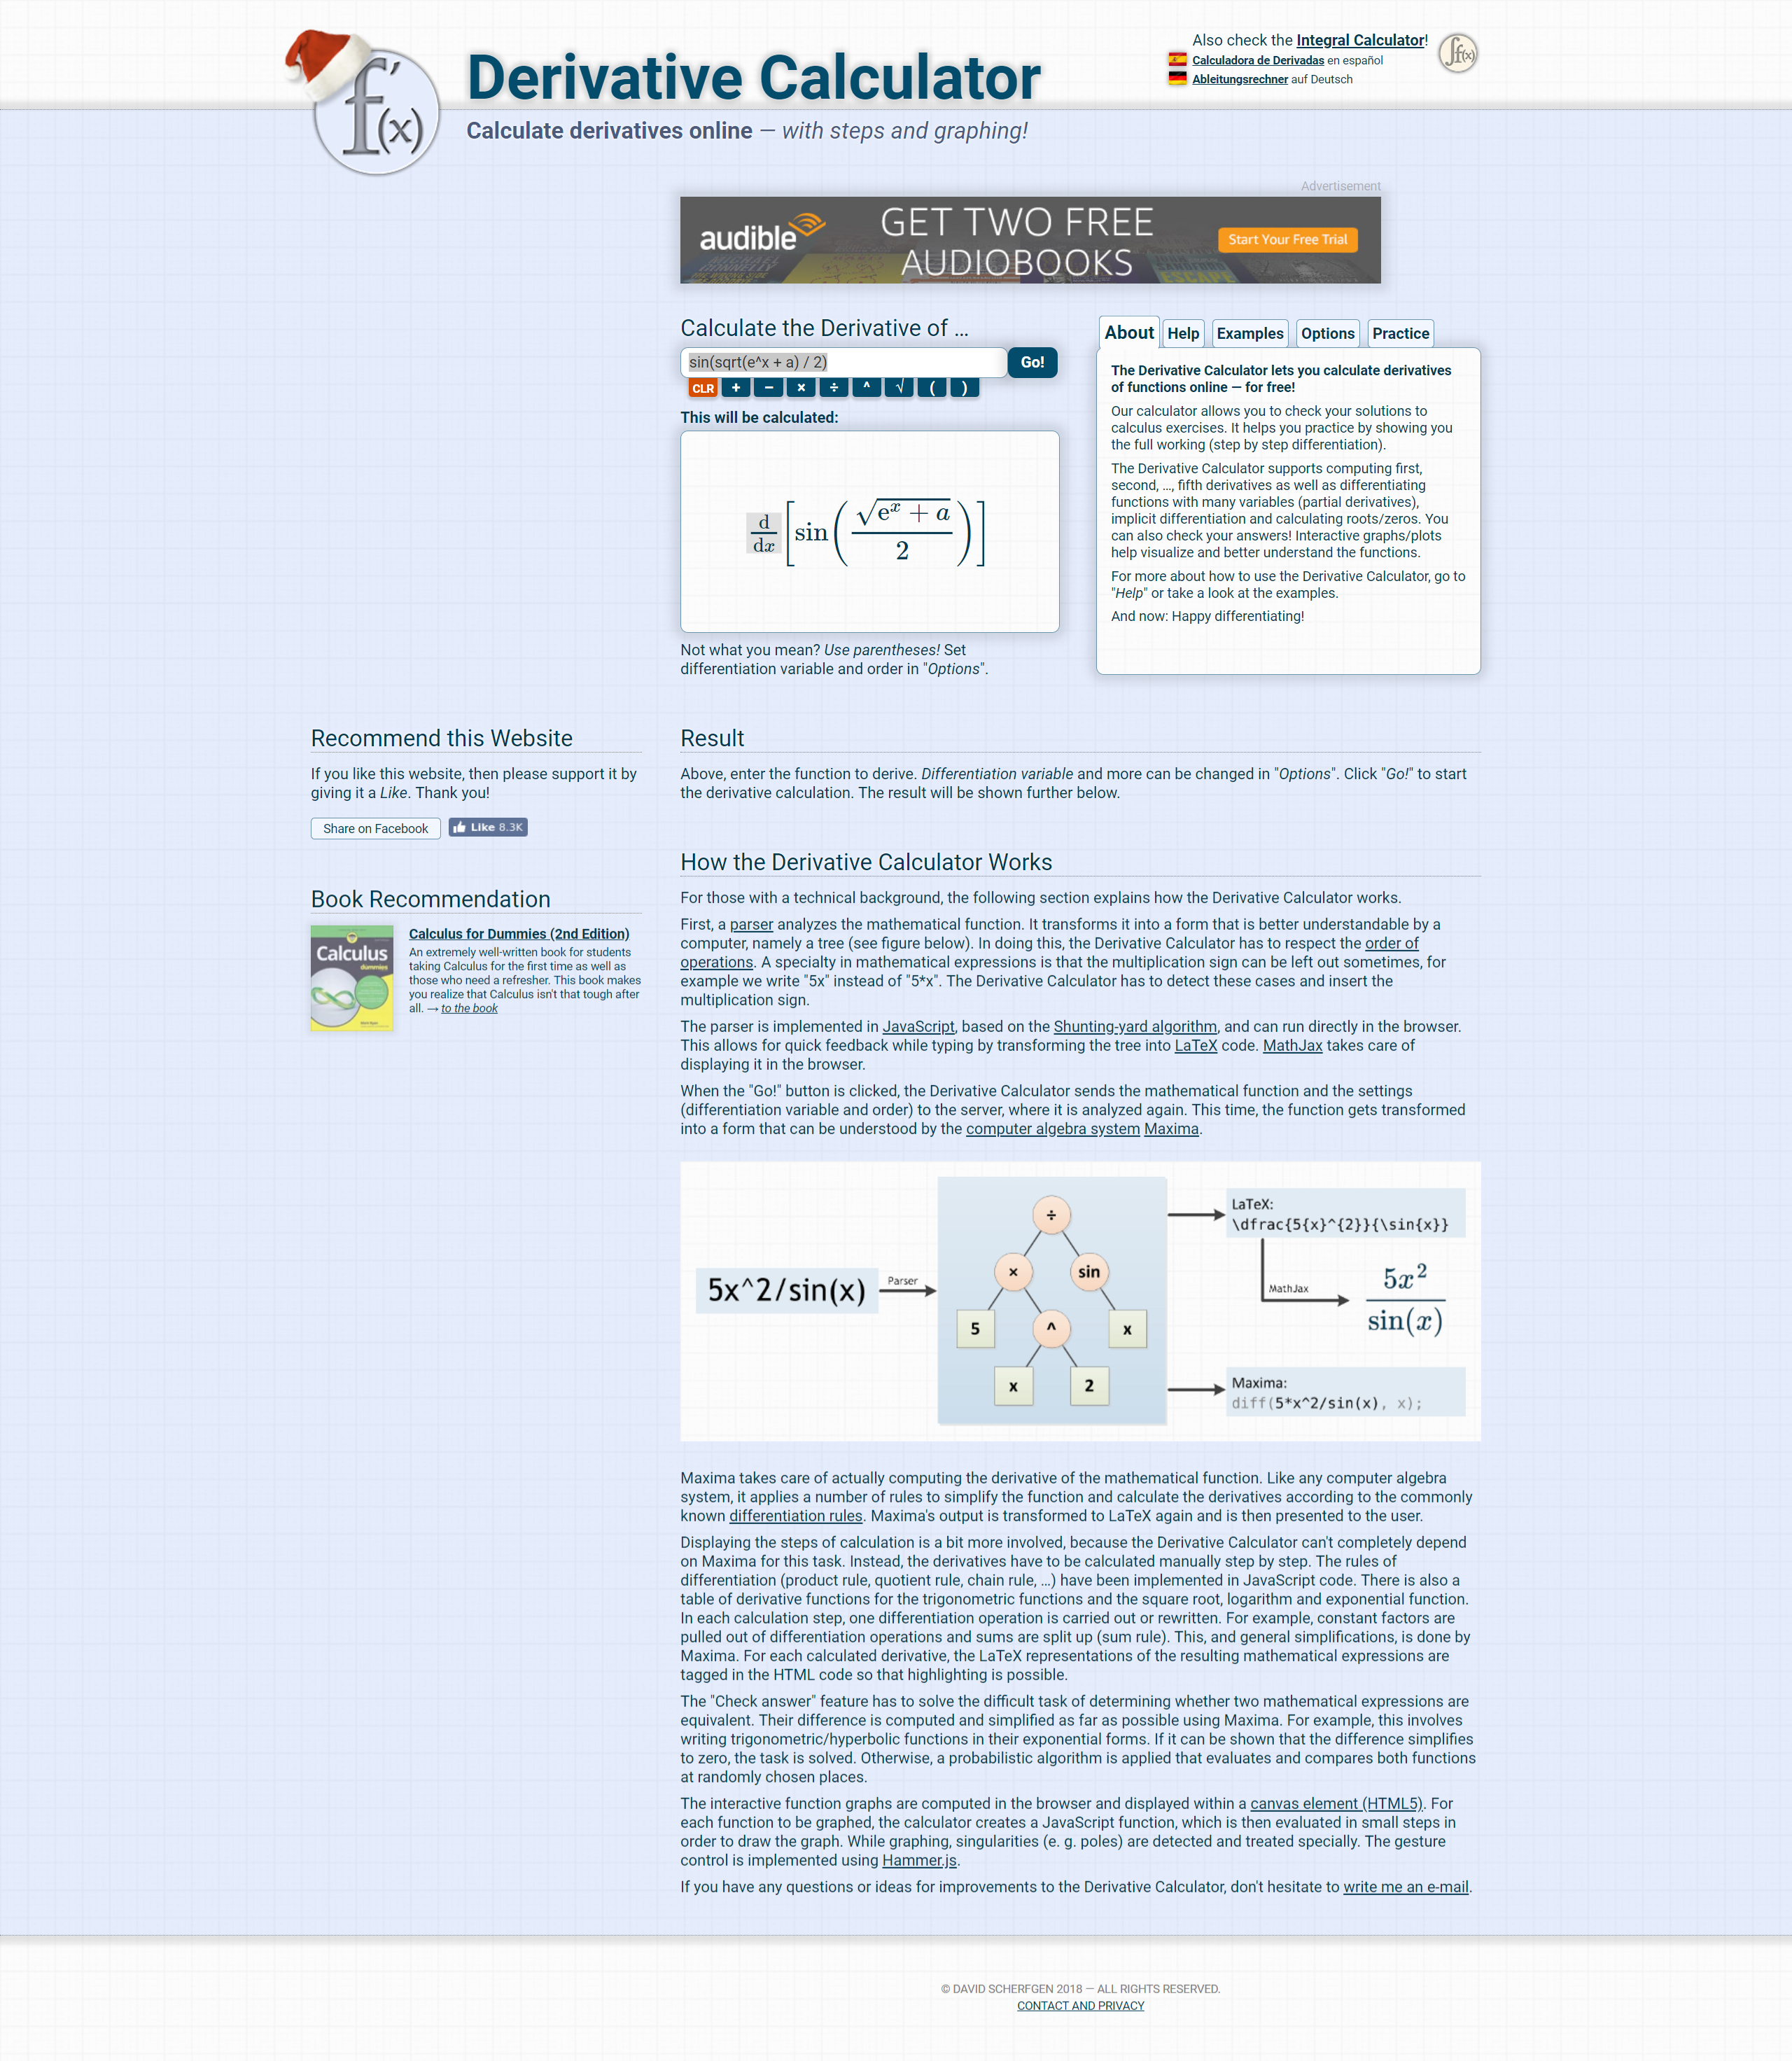 f′(x)
Derivative Calculator
Calculate derivatives online — with steps and graphing!
Also check the Integral Calculator!
Calculadora de Derivadas en español
Ableitungsrechner auf Deutsch
∫f(x)
Advertisement
audible
GET TWO FREE
AUDIOBOOKS
Start Your Free Trial
ESCAPE
Calculate the Derivative of …
sin(sqrt(e^x + a) / 2)
Go!
CLR + − × ÷ ^ √ ( )
This will be calculated:
d/dx[sin(√(e^x + a)/2)]
Not what you mean? Use parentheses! Set
differentiation variable and order in "Options".
About Help Examples Options Practice
The Derivative Calculator lets you calculate derivatives
of functions online — for free!
Our calculator allows you to check your solutions to
calculus exercises. It helps you practice by showing you
the full working (step by step differentiation).
The Derivative Calculator supports computing first,
second, …, fifth derivatives as well as differentiating
functions with many variables (partial derivatives),
implicit differentiation and calculating roots/zeros. You
can also check your answers! Interactive graphs/plots
help visualize and better understand the functions.
For more about how to use the Derivative Calculator, go to
"Help" or take a look at the examples.
And now: Happy differentiating!
Recommend this Website
If you like this website, then please support it by
giving it a Like. Thank you!
Share on Facebook
Like 8.3K
Book Recommendation
Calculus
dummies
Calculus for Dummies (2nd Edition)
An extremely well-written book for students
taking Calculus for the first time as well as
those who need a refresher. This book makes
you realize that Calculus isn't that tough after
all. → to the book
Result
Above, enter the function to derive. Differentiation variable and more can be changed in "Options". Click "Go!" to start
the derivative calculation. The result will be shown further below.
How the Derivative Calculator Works
For those with a technical background, the following section explains how the Derivative Calculator works.
First, a parser analyzes the mathematical function. It transforms it into a form that is better understandable by a
computer, namely a tree (see figure below). In doing this, the Derivative Calculator has to respect the order of
operations. A specialty in mathematical expressions is that the multiplication sign can be left out sometimes, for
example we write "5x" instead of "5*x". The Derivative Calculator has to detect these cases and insert the
multiplication sign.
The parser is implemented in JavaScript, based on the Shunting-yard algorithm, and can run directly in the browser.
This allows for quick feedback while typing by transforming the tree into LaTeX code. MathJax takes care of
displaying it in the browser.
When the "Go!" button is clicked, the Derivative Calculator sends the mathematical function and the settings
(differentiation variable and order) to the server, where it is analyzed again. This time, the function gets transformed
into a form that can be understood by the computer algebra system Maxima.
5x^2/sin(x)
Parser
÷
× sin
5 ^ x
x 2
LaTeX:
\dfrac{5{x}^{2}}{\sin{x}}
MathJax
5x²
sin(x)
Maxima:
diff(5*x^2/sin(x), x);
Maxima takes care of actually computing the derivative of the mathematical function. Like any computer algebra
system, it applies a number of rules to simplify the function and calculate the derivatives according to the commonly
known differentiation rules. Maxima's output is transformed to LaTeX again and is then presented to the user.
Displaying the steps of calculation is a bit more involved, because the Derivative Calculator can't completely depend
on Maxima for this task. Instead, the derivatives have to be calculated manually step by step. The rules of
differentiation (product rule, quotient rule, chain rule, …) have been implemented in JavaScript code. There is also a
table of derivative functions for the trigonometric functions and the square root, logarithm and exponential function.
In each calculation step, one differentiation operation is carried out or rewritten. For example, constant factors are
pulled out of differentiation operations and sums are split up (sum rule). This, and general simplifications, is done by
Maxima. For each calculated derivative, the LaTeX representations of the resulting mathematical expressions are
tagged in the HTML code so that highlighting is possible.
The "Check answer" feature has to solve the difficult task of determining whether two mathematical expressions are
equivalent. Their difference is computed and simplified as far as possible using Maxima. For example, this involves
writing trigonometric/hyperbolic functions in their exponential forms. If it can be shown that the difference simplifies
to zero, the task is solved. Otherwise, a probabilistic algorithm is applied that evaluates and compares both functions
at randomly chosen places.
The interactive function graphs are computed in the browser and displayed within a canvas element (HTML5). For
each function to be graphed, the calculator creates a JavaScript function, which is then evaluated in small steps in
order to draw the graph. While graphing, singularities (e. g. poles) are detected and treated specially. The gesture
control is implemented using Hammer.js.
If you have any questions or ideas for improvements to the Derivative Calculator, don't hesitate to write me an e-mail.
© DAVID SCHERFGEN 2018 — ALL RIGHTS RESERVED.
CONTACT AND PRIVACY